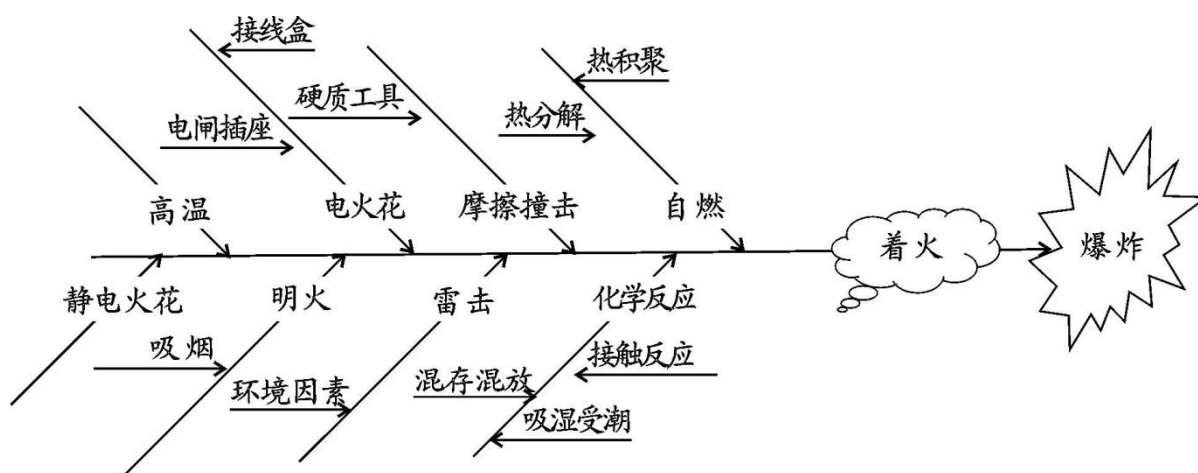 接线盒
热积聚
硬质工具
热分解
电闸插座
高温
电火花
摩擦撞击
自燃
着火
爆炸
静电火花
明火
雷击
化学反应
吸烟
接触反应
环境因素
混存混放
吸湿受潮